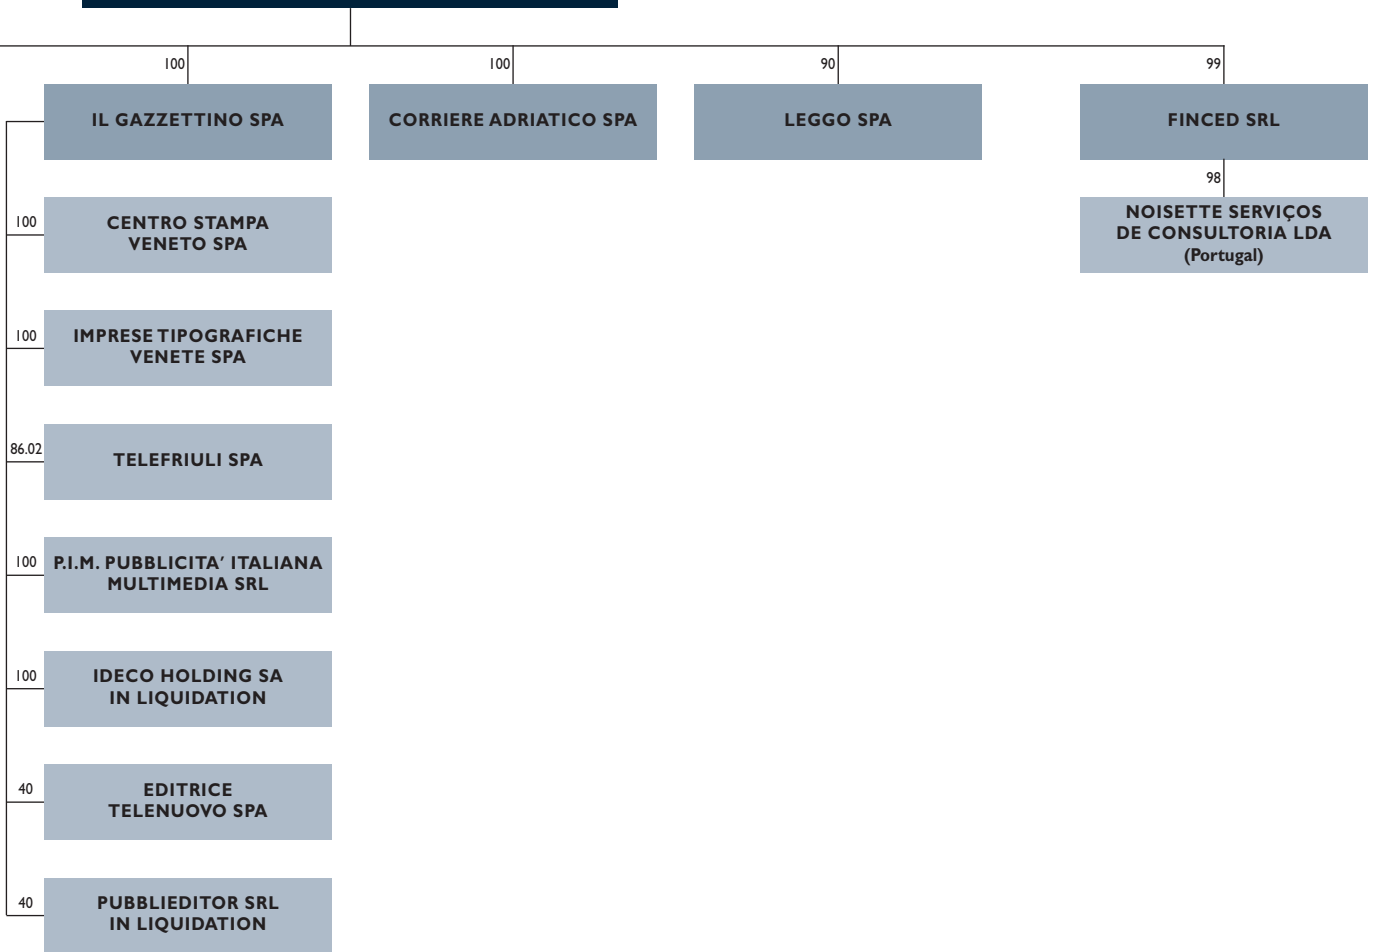 100
100
90
99
IL GAZZETTINO SPA
CORRIERE ADRIATICO SPA
LEGGO SPA
FINCED SRL
98
NOISETTE SERVIÇOS
DE CONSULTORIA LDA
(Portugal)
100
CENTRO STAMPA
VENETO SPA
100
IMPRESE TIPOGRAFICHE
VENETE SPA
86.02
TELEFRIULI SPA
100
P.I.M. PUBBLICITA’ ITALIANA
MULTIMEDIA SRL
100
IDECO HOLDING SA
IN LIQUIDATION
40
EDITRICE
TELENUOVO SPA
40
PUBBLIEDITOR SRL
IN LIQUIDATION